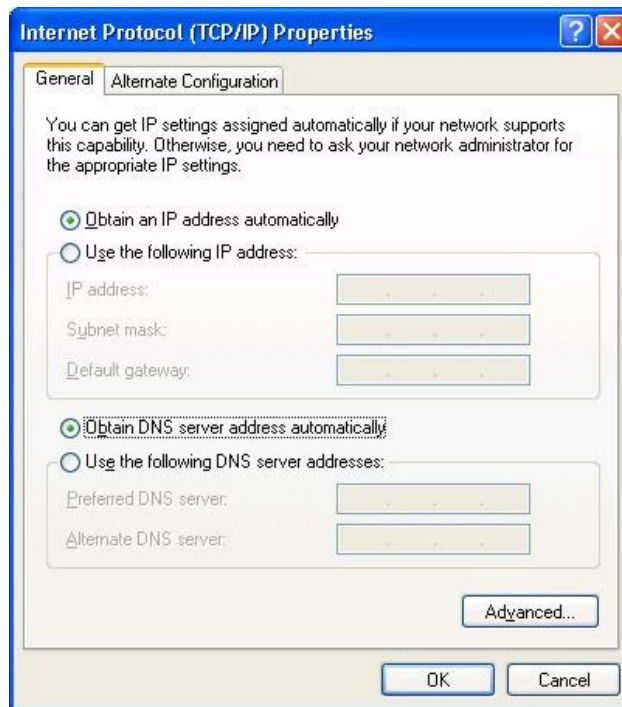 Internet Protocol (TCP/IP) Properties
General
Alternate Configuration
You can get IP settings assigned automatically if your network supports
this capability. Otherwise, you need to ask your network administrator for
the appropriate IP settings.
Obtain an IP address automatically
Use the following IP address:
IP address:
Subnet mask:
Default gateway:
Obtain DNS server address automatically
Use the following DNS server addresses:
Preferred DNS server:
Alternate DNS server:
Advanced...
OK
Cancel